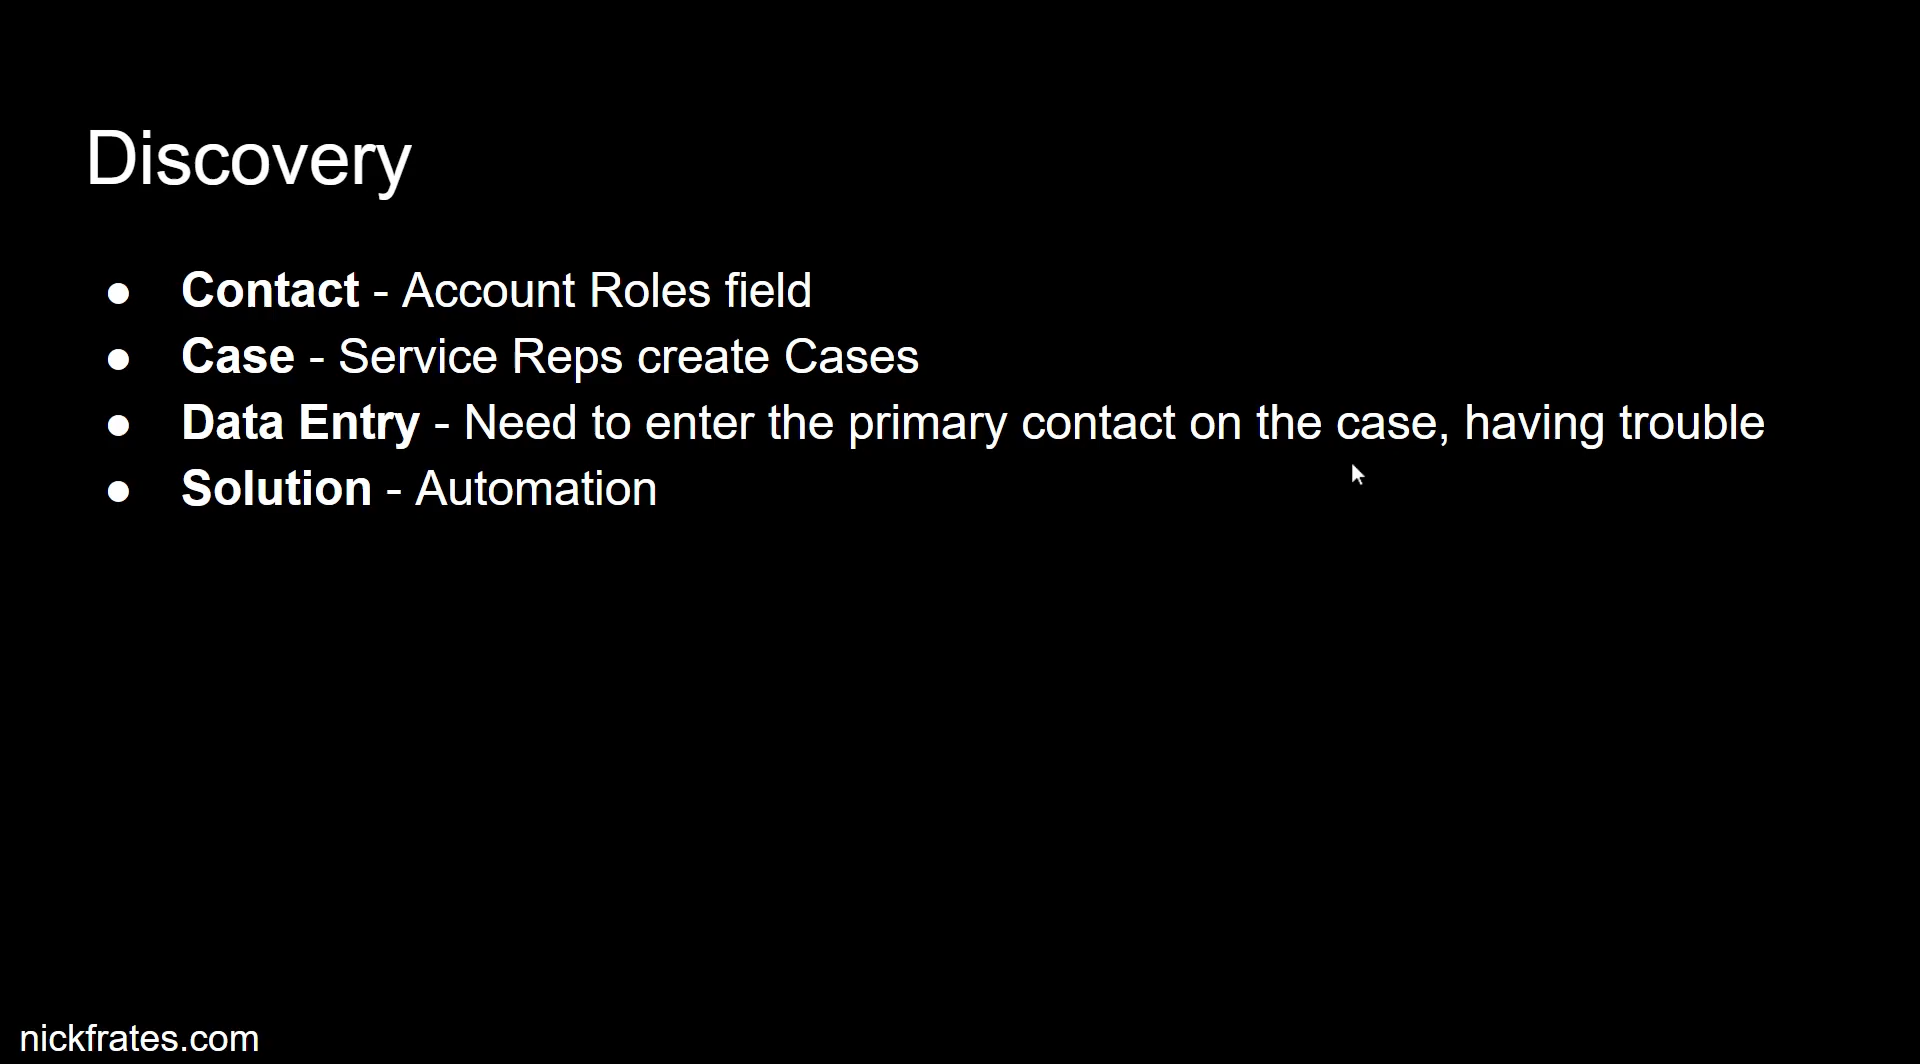 Discovery
● Contact - Account Roles field
● Case - Service Reps create Cases
● Data Entry - Need to enter the primary contact on the case, having trouble
● Solution - Automation
nickfrates.com